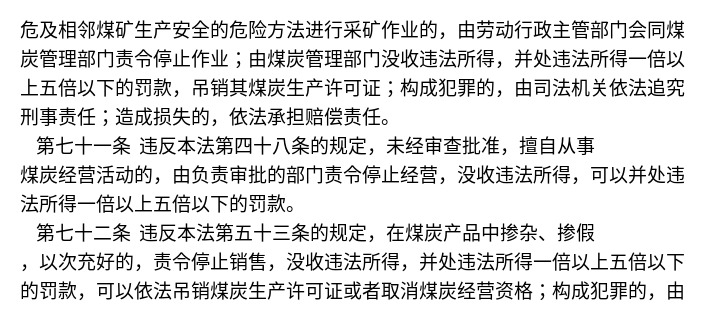 危及相邻煤矿生产安全的危险方法进行采矿作业的，由劳动行政主管部门会同煤
炭管理部门责令停止作业；由煤炭管理部门没收违法所得，并处违法所得一倍以
上五倍以下的罚款，吊销其煤炭生产许可证；构成犯罪的，由司法机关依法追究
刑事责任；造成损失的，依法承担赔偿责任。
第七十一条 违反本法第四十八条的规定，未经审查批准，擅自从事
煤炭经营活动的，由负责审批的部门责令停止经营，没收违法所得，可以并处违
法所得一倍以上五倍以下的罚款。
第七十二条 违反本法第五十三条的规定，在煤炭产品中掺杂、掺假
，以次充好的，责令停止销售，没收违法所得，并处违法所得一倍以上五倍以下
的罚款，可以依法吊销煤炭生产许可证或者取消煤炭经营资格；构成犯罪的，由